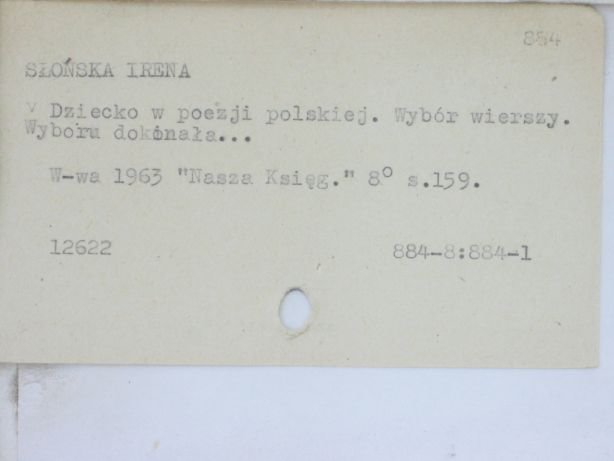 884
SŁOŃSKA IRENA
v Dziecko w poezji polskiej. Wybór wierszy.
Wyboru dokonała...
W-wa 1963 "Nasza Księg." 8° s.159.
12622 884-8:884-1